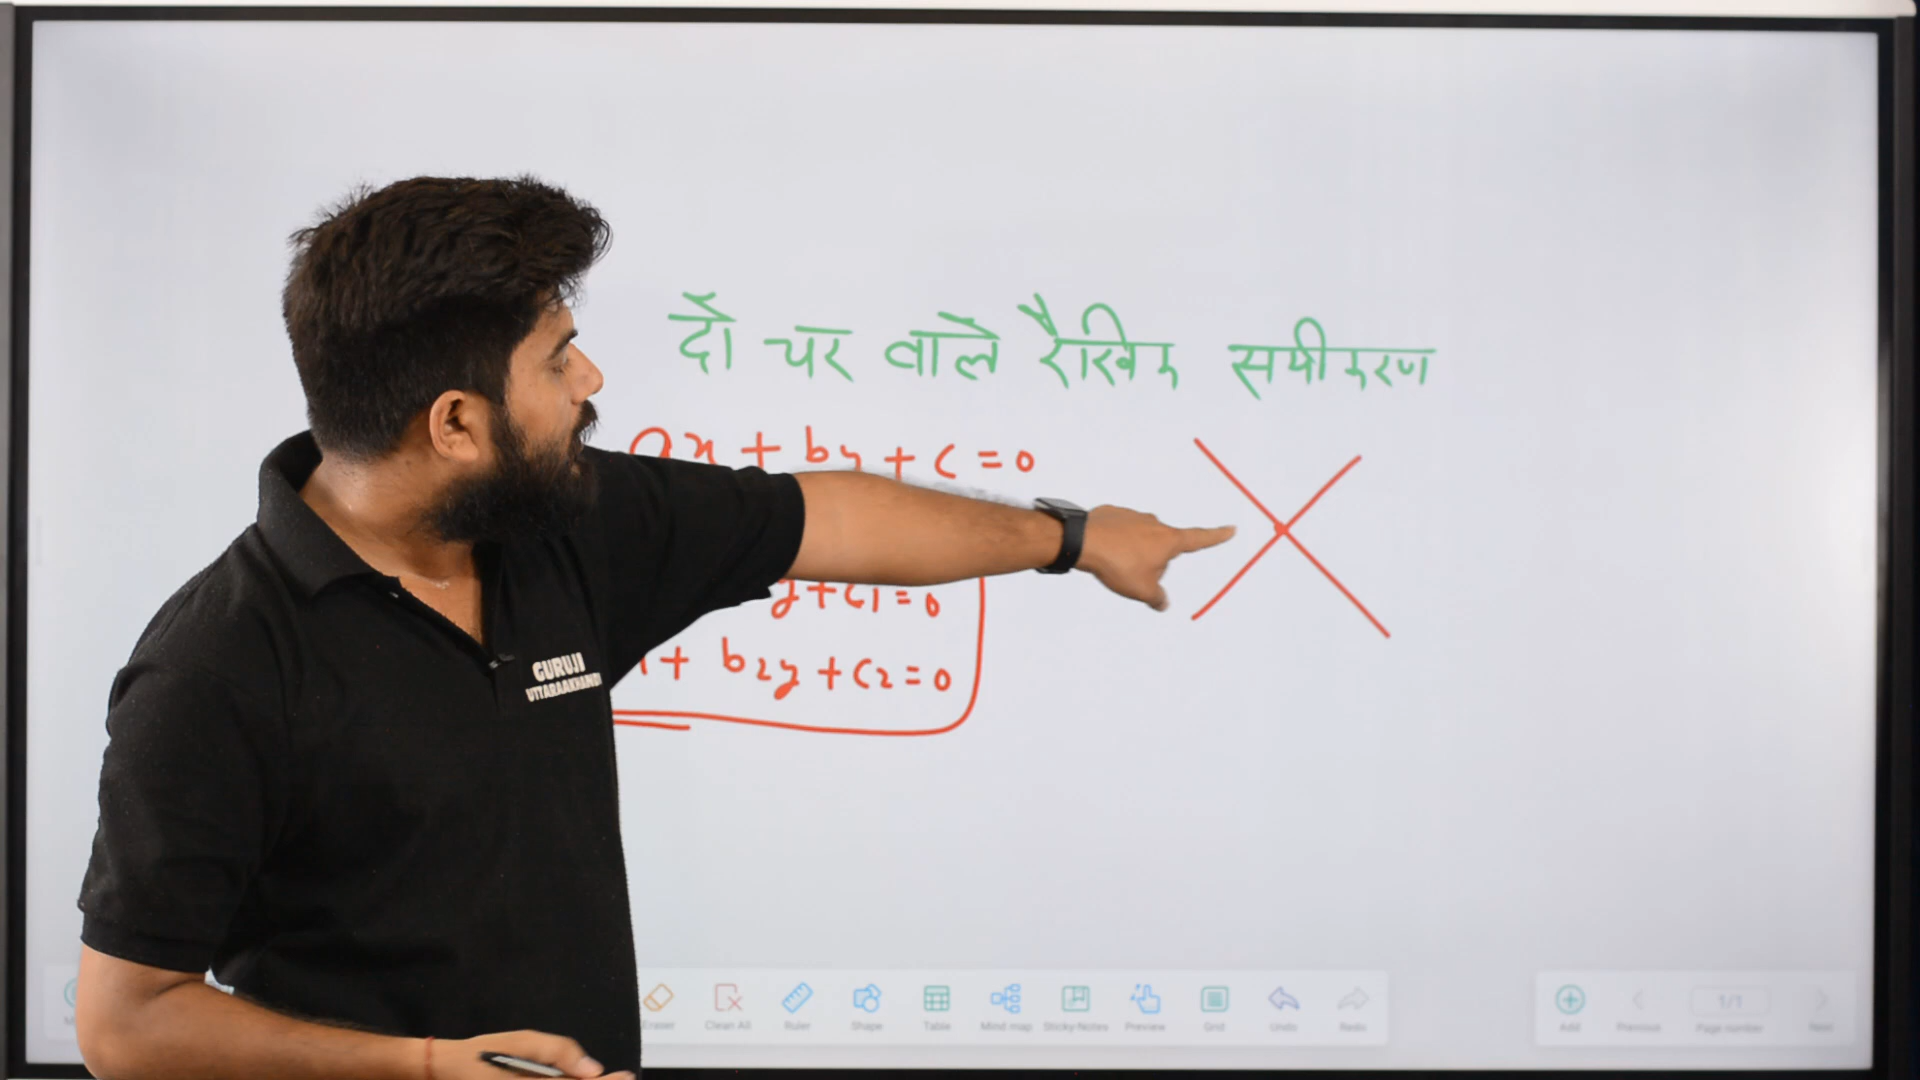 दो चर वाले रैखिक समीकरण
ax + by + c = 0
y + c1 = 0
+ b2y + c2 = 0
GURUJI
UTTARAAKHAND
Eraser
Clean All
Ruler
Shape
Table
Mind map
Sticky Notes
Preview
Grid
Undo
Redo
Add
Previous
1/1
Page number
Next